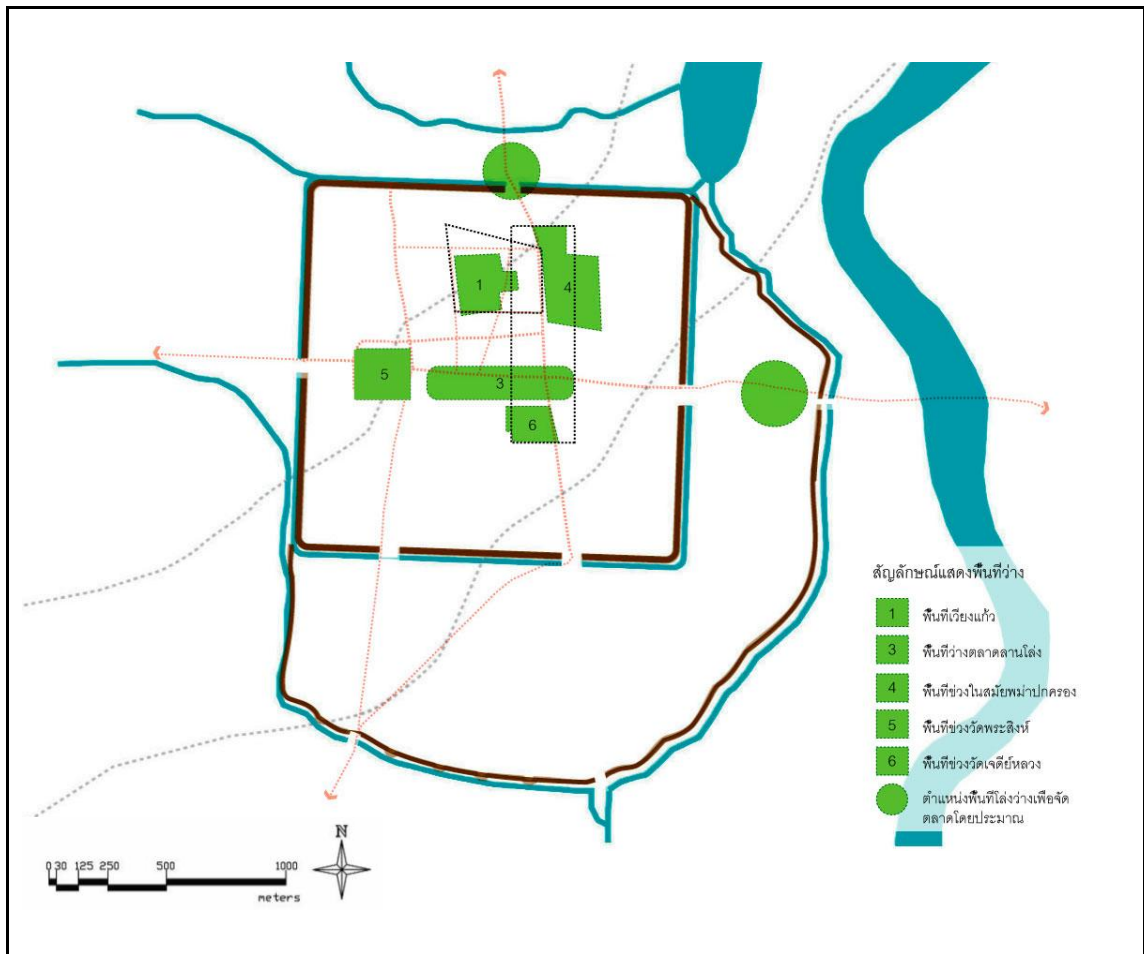 1
4
5
3
6
สัญลักษณ์แสดงพื้นที่ว่าง
1 พื้นที่เวียงแก้ว
3 พื้นที่ว่างตลาดลานโล่ง
4 พื้นที่ข่วงในสมัยพม่าปกครอง
5 พื้นที่ข่วงวัดพระสิงห์
6 พื้นที่ข่วงวัดเจดีย์หลวง
ตำแหน่งพื้นที่โล่งว่างเพื่อจัด
ตลาดโดยประมาณ
N
0 30 125 250 500 1000
meters